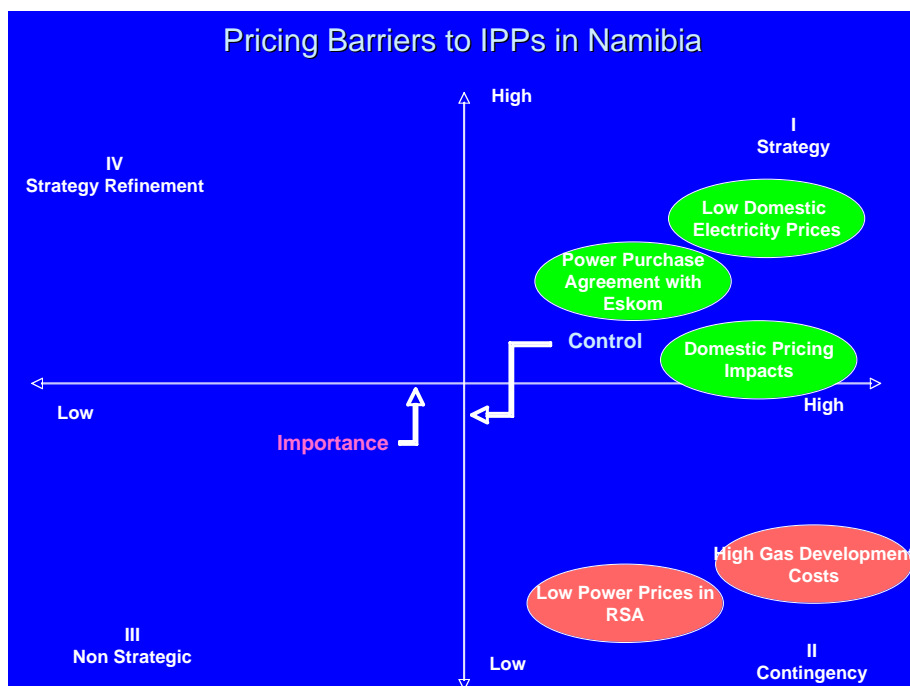 Pricing Barriers to IPPs in Namibia
High
I
Strategy
IV
Strategy Refinement
Low Domestic
Electricity Prices
Power Purchase
Agreement with
Eskom
Control
Domestic Pricing
Impacts
Low
High
Importance
High Gas Development
Costs
Low Power Prices in
RSA
III
Non Strategic
Low
II
Contingency